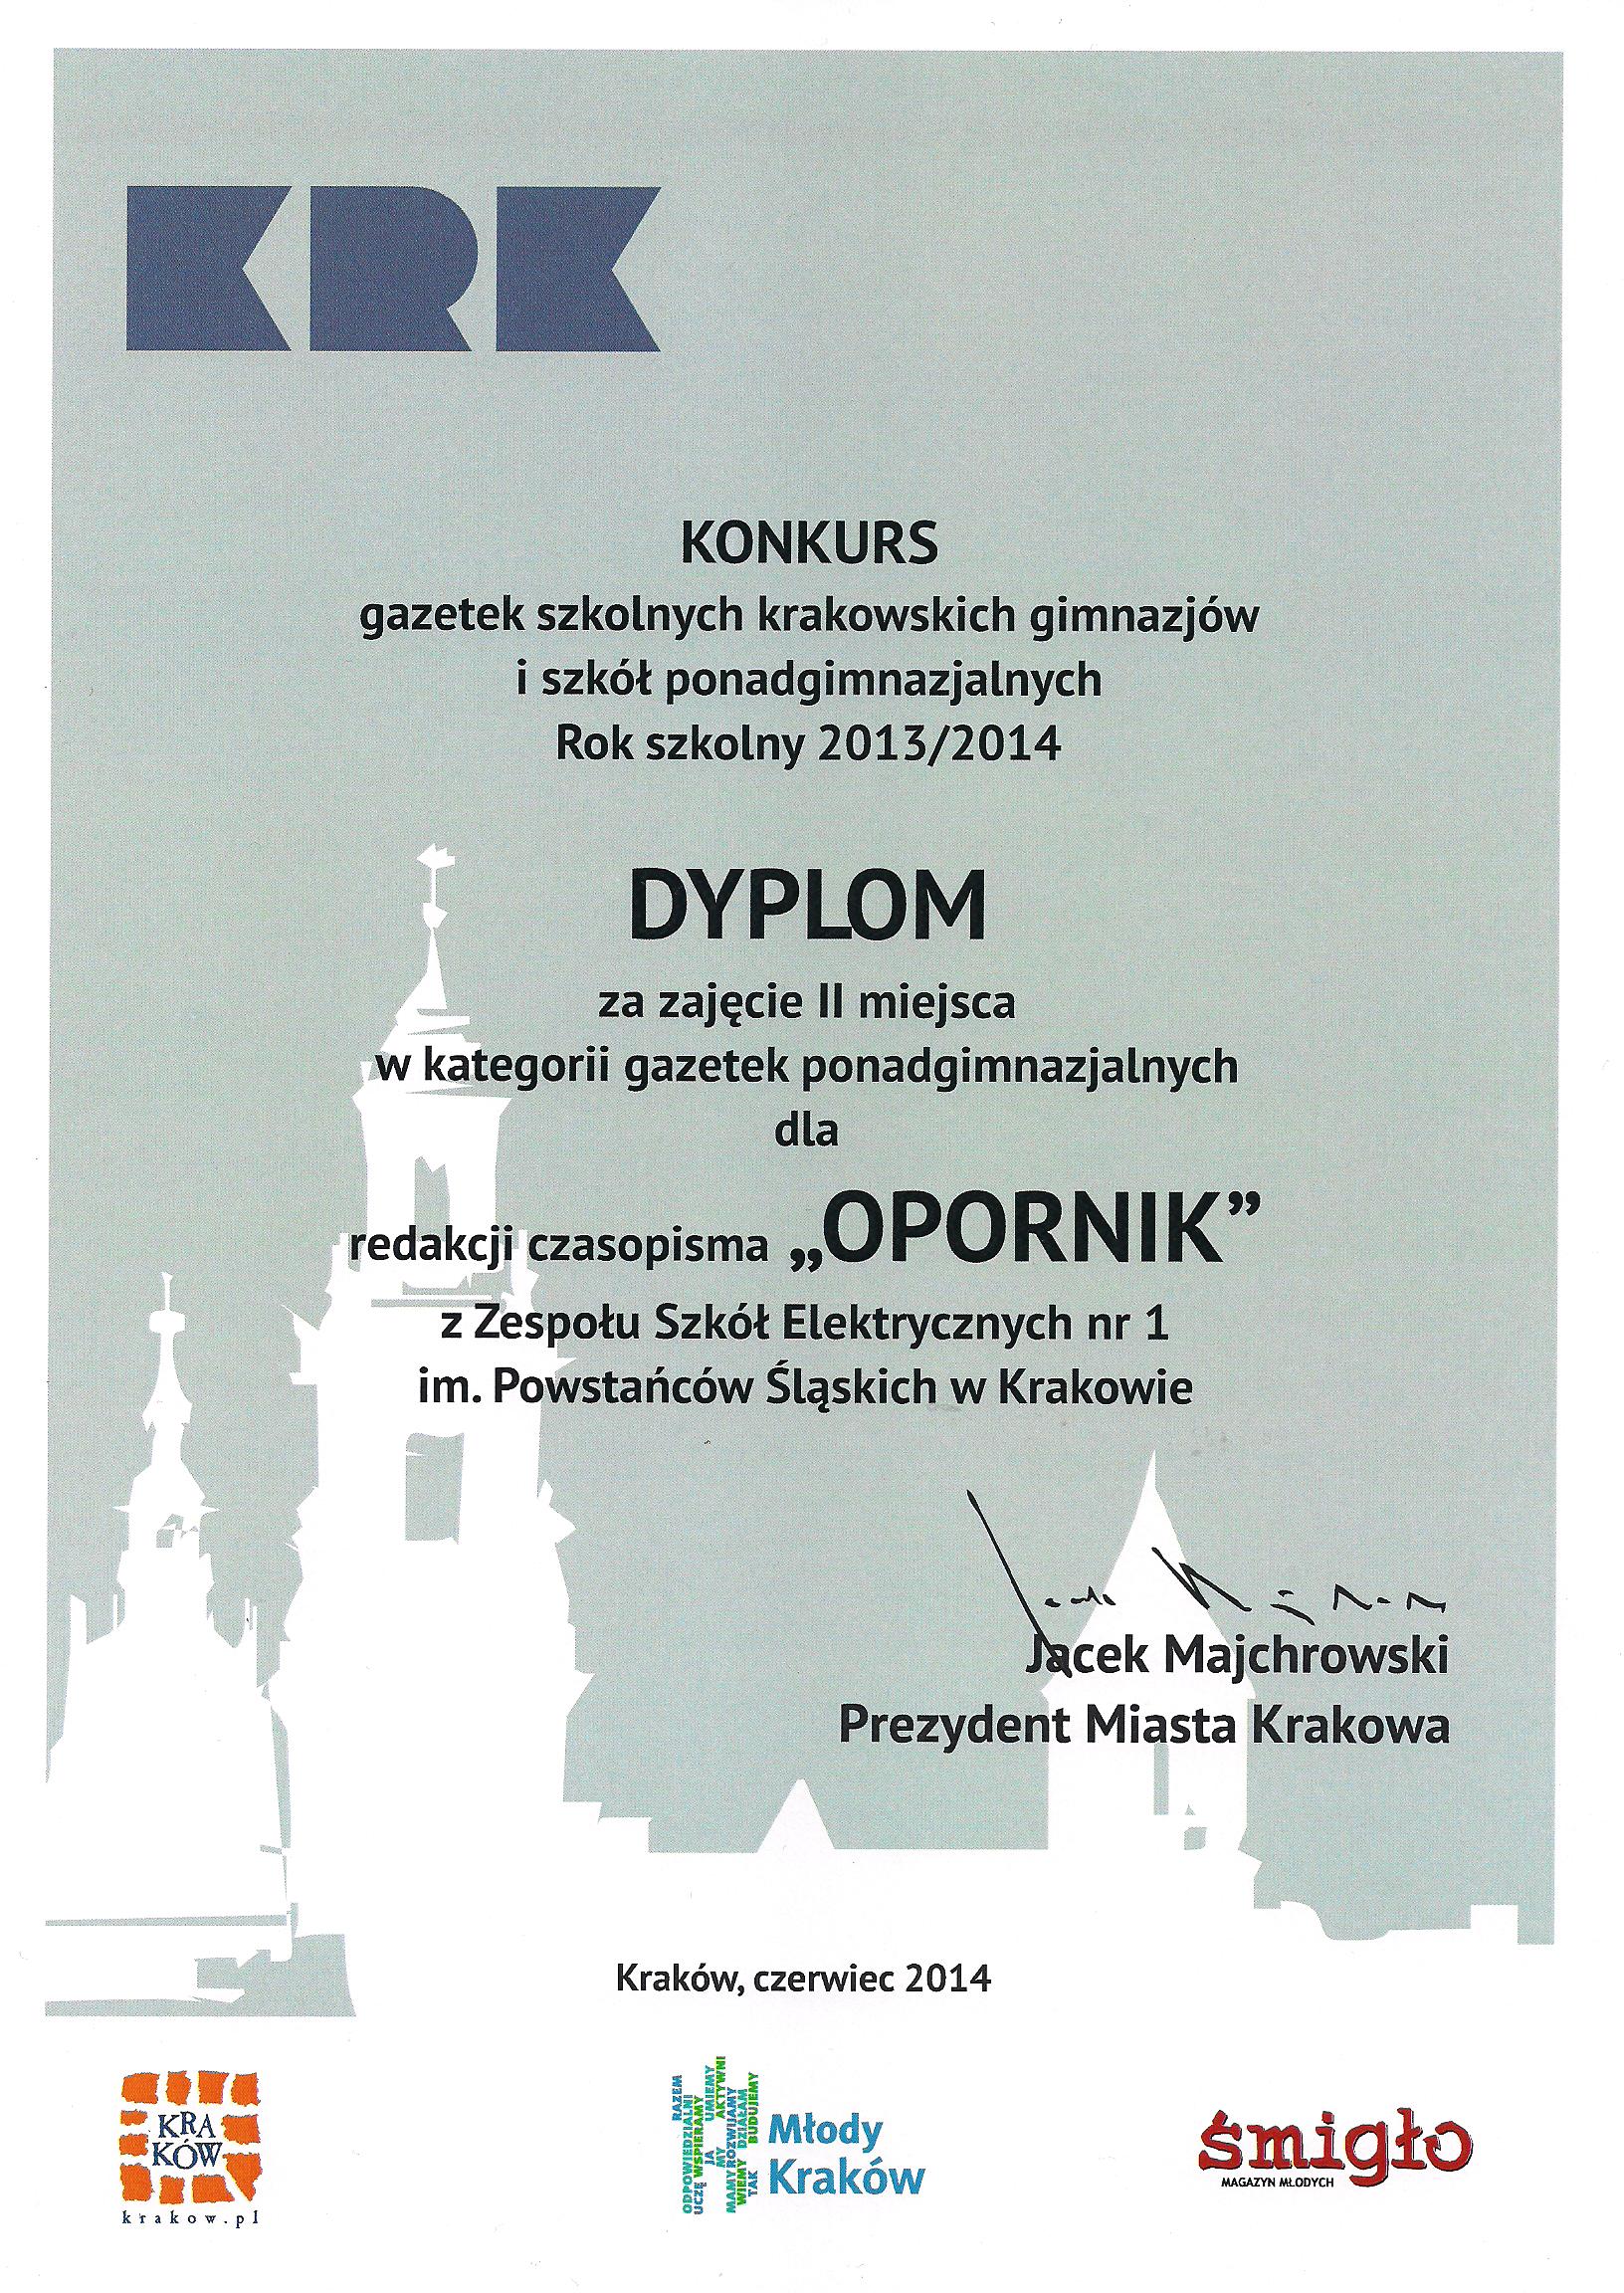 KRK
KONKURS
gazetek szkolnych krakowskich gimnazjów
i szkół ponadgimnazjalnych
Rok szkolny 2013/2014
DYPLOM
za zajęcie II miejsca
w kategorii gazetek ponadgimnazjalnych
dla
redakcji czasopisma „OPORNIK”
z Zespołu Szkół Elektrycznych nr 1
im. Powstańców Śląskich w Krakowie
Jacek Majchrowski
Prezydent Miasta Krakowa
Kraków, czerwiec 2014
KRA
KÓW
krakow.pl
RAZEM
ODPOWIEDZIALNI
UCZĘ WSPIERAMY
JA UMIEMY
MY AKTYWNI
MAMY ROZWIJAMY
WIEMY DZIAŁAM
TAK BUDUJEMY
Młody
Kraków
śmigło
MAGAZYN MŁODYCH